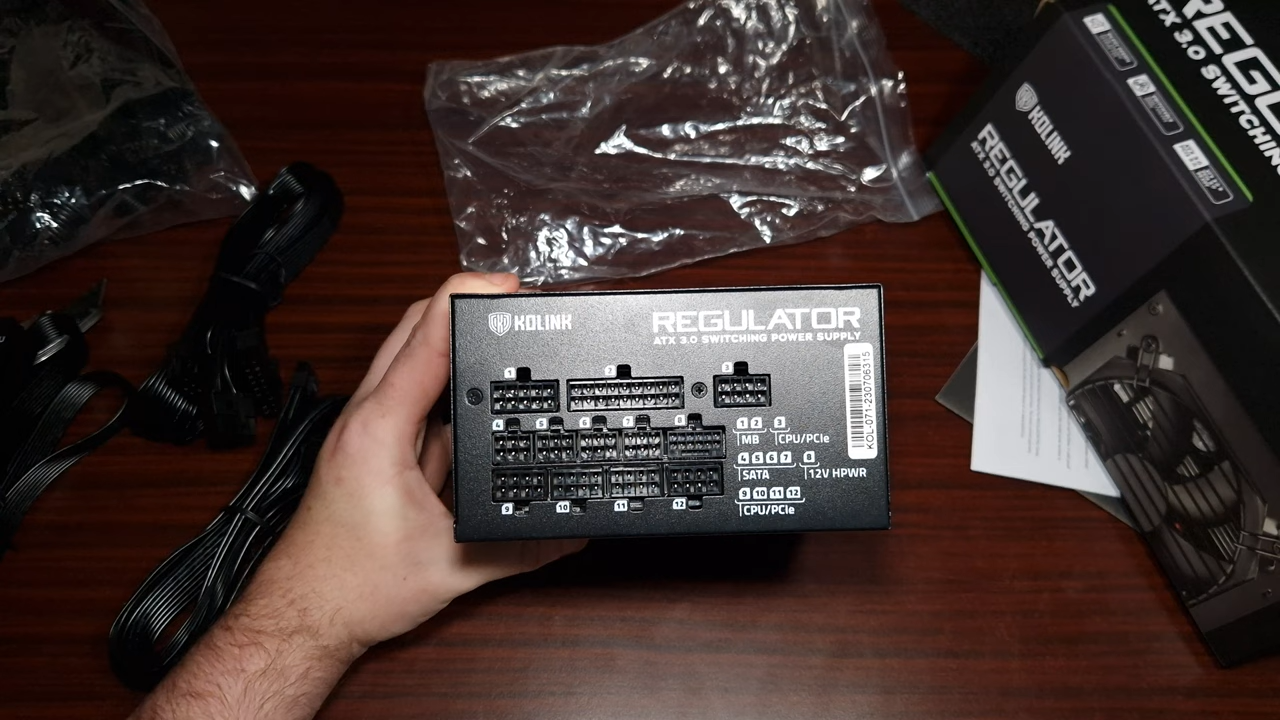 KOLINK
REGULATOR
ATX 3.0 SWITCHING POWER SUPPLY
1 2 3
4 5 6 7 8
9 10 11 12
1 2 3
MB CPU/PCIe
4 5 6 7 8
SATA 12V HPWR
9 10 11 12
CPU/PCIe
KOL-071-230706315
KOLINK
REGULATOR
ATX 3.0 SWITCHING POWER SUPPLY
REGU
ATX 3.0 SWITCHING